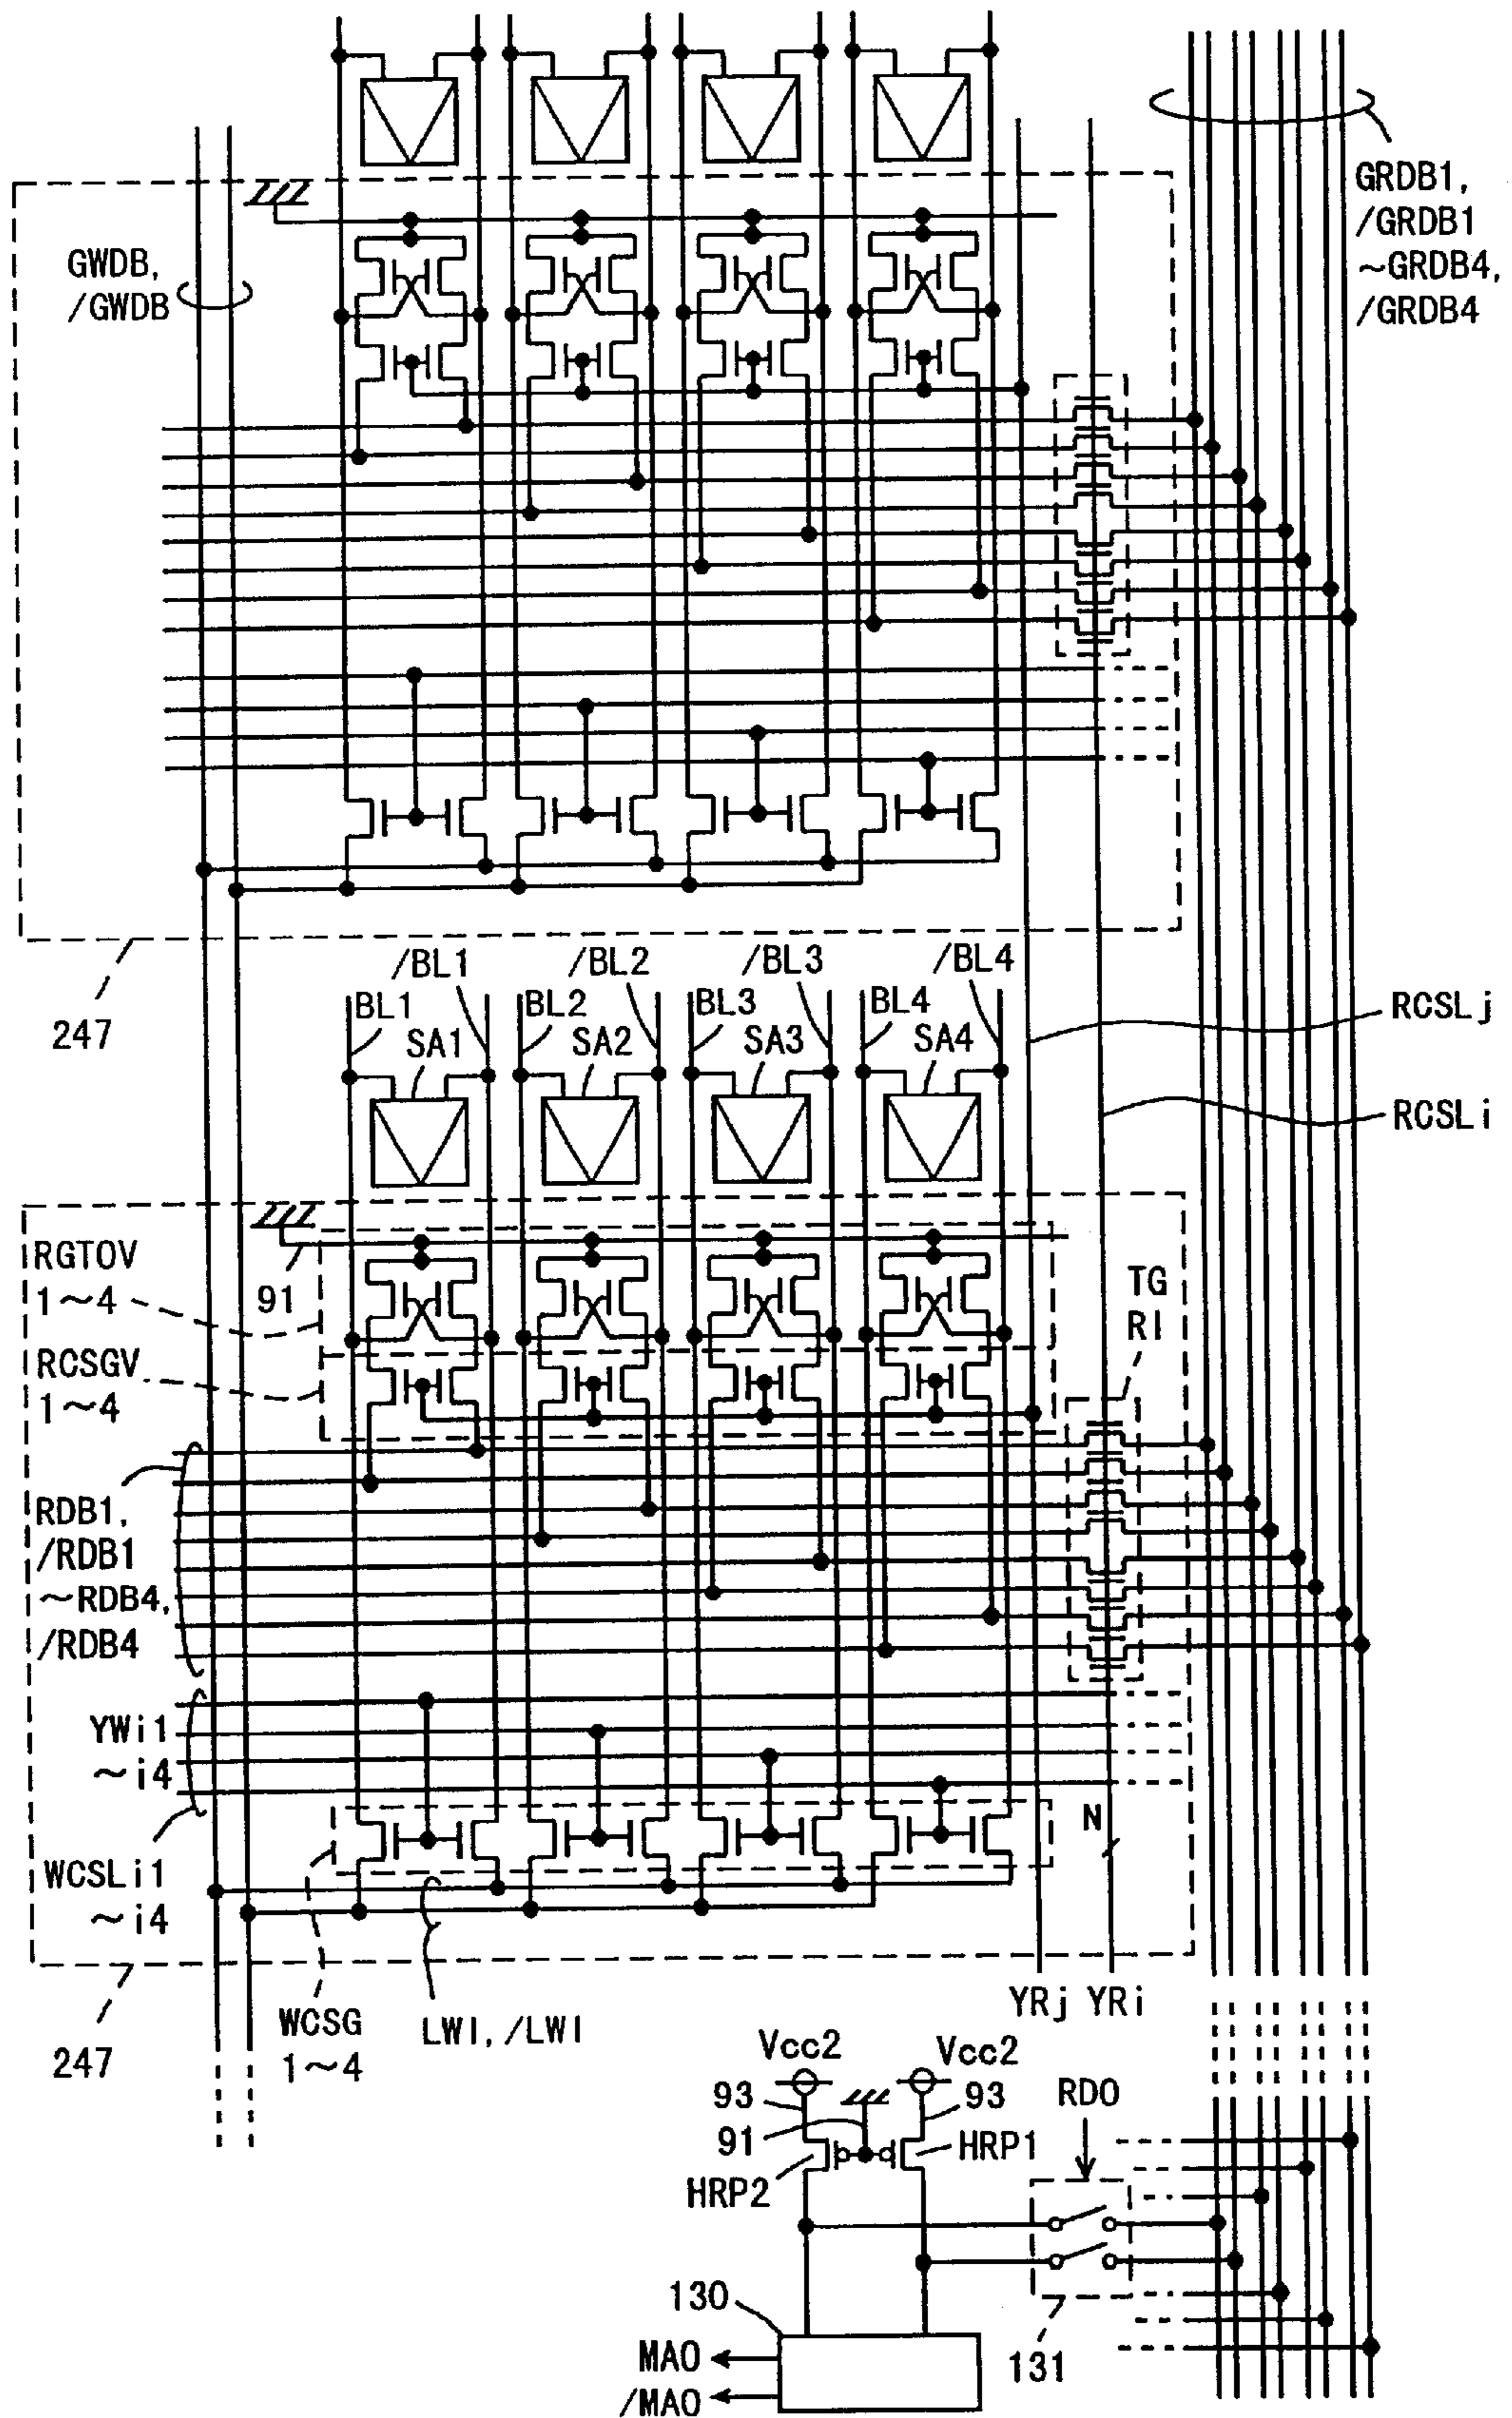 GRDB1,
/GRDB1
~GRDB4,
/GRDB4
GWDB,
/GWDB
247
/BL1
/BL2
/BL3
/BL4
BL1
BL2
BL3
BL4
SA1
SA2
SA3
SA4
RCSLj
RCSLi
RGTOV
1~4
91
TG
RI
RCSGV
1~4
RDB1,
/RDB1
~RDB4,
/RDB4
YWi1
~i4
N
WCSLi1
~i4
247
WCSG
1~4
LWI, /LWI
YRj YRi
Vcc2
Vcc2
93
93
91
RDO
HRP2
HRP1
130
131
MAO
/MAO